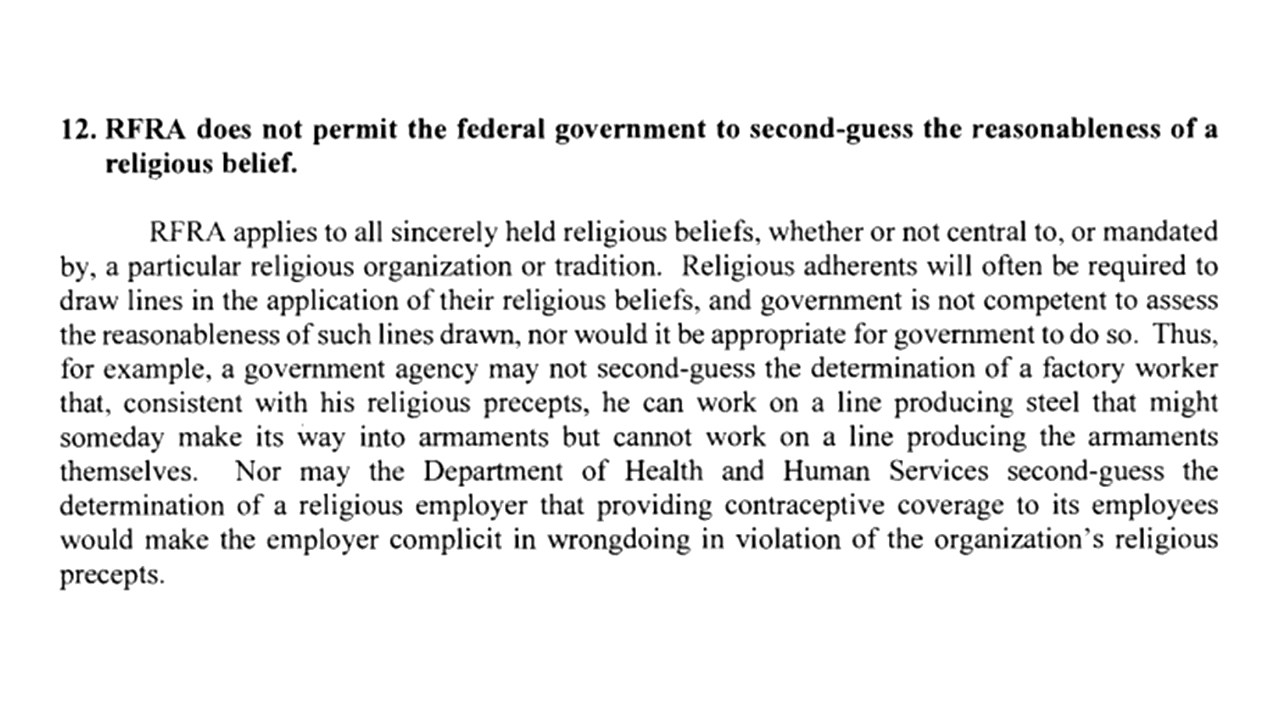 12. RFRA does not permit the federal government to second-guess the reasonableness of a
religious belief.
RFRA applies to all sincerely held religious beliefs, whether or not central to, or mandated
by, a particular religious organization or tradition. Religious adherents will often be required to
draw lines in the application of their religious beliefs, and government is not competent to assess
the reasonableness of such lines drawn, nor would it be appropriate for government to do so. Thus,
for example, a government agency may not second-guess the determination of a factory worker
that, consistent with his religious precepts, he can work on a line producing steel that might
someday make its way into armaments but cannot work on a line producing the armaments
themselves. Nor may the Department of Health and Human Services second-guess the
determination of a religious employer that providing contraceptive coverage to its employees
would make the employer complicit in wrongdoing in violation of the organization's religious
precepts.